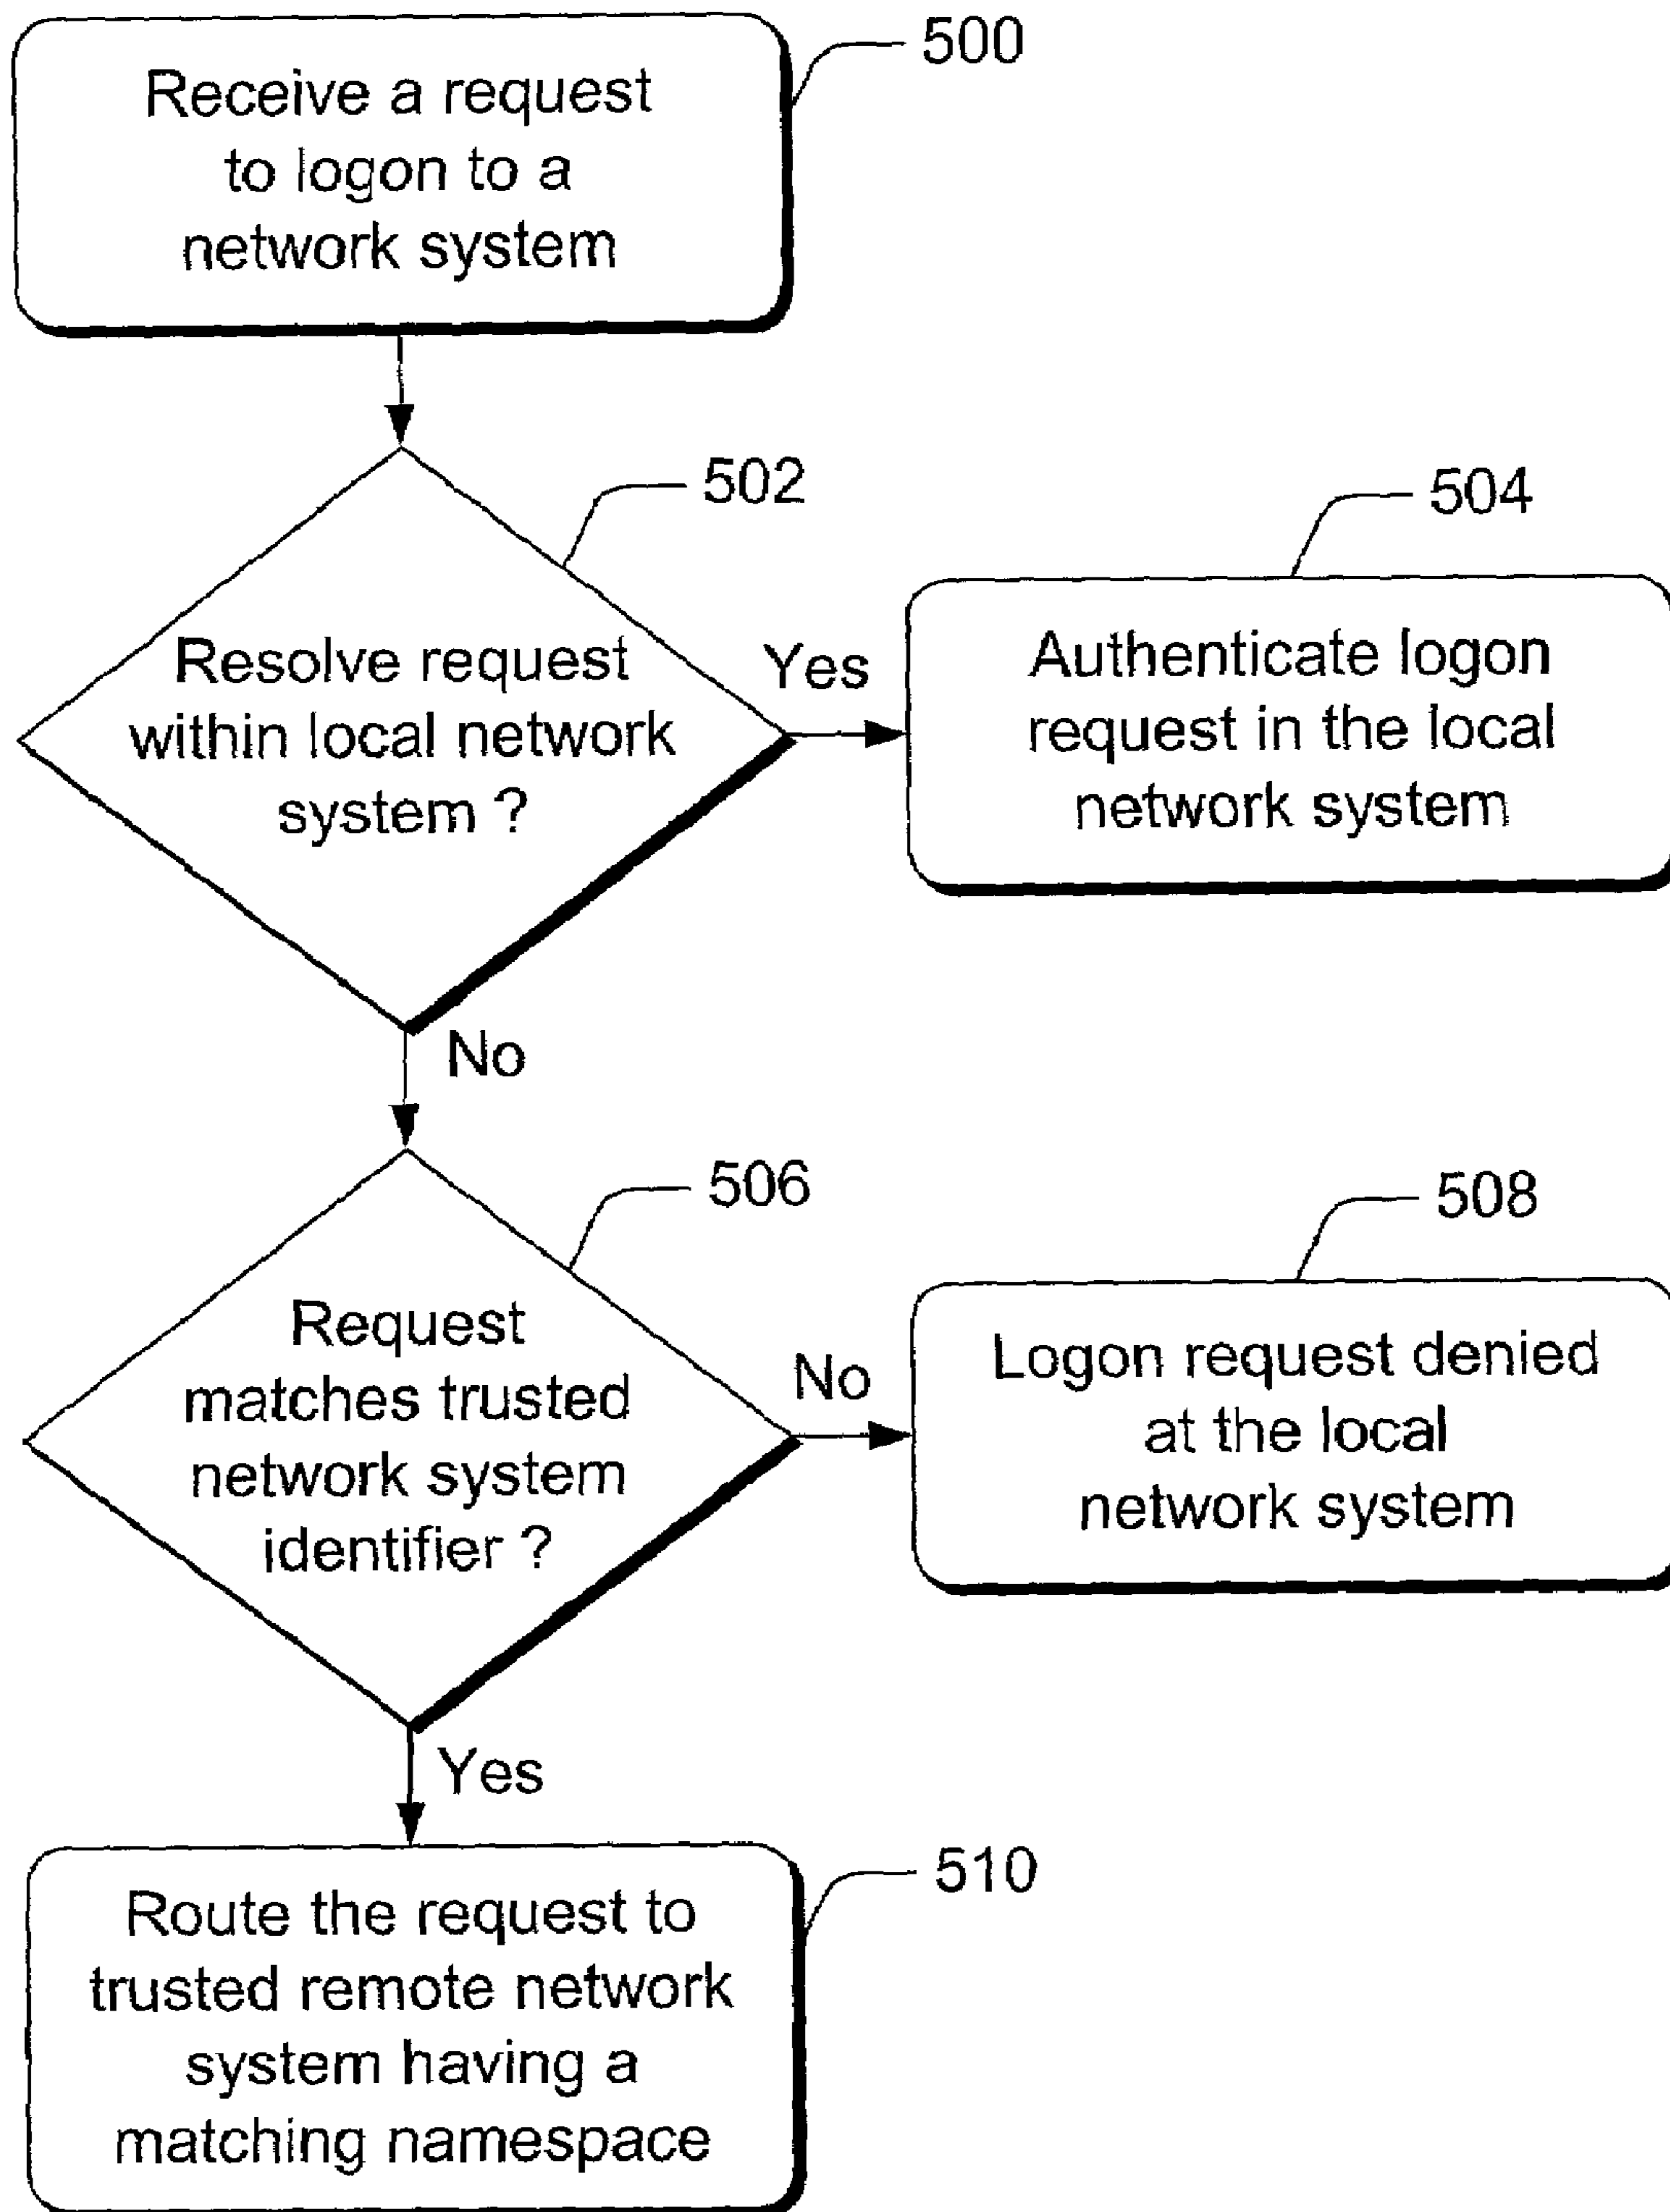 500
Receive a request
to logon to a
network system
502
Resolve request
within local network
system ?
Yes
504
Authenticate logon
request in the local
network system
No
506
Request
matches trusted
network system
identifier ?
No
508
Logon request denied
at the local
network system
Yes
510
Route the request to
trusted remote network
system having a
matching namespace